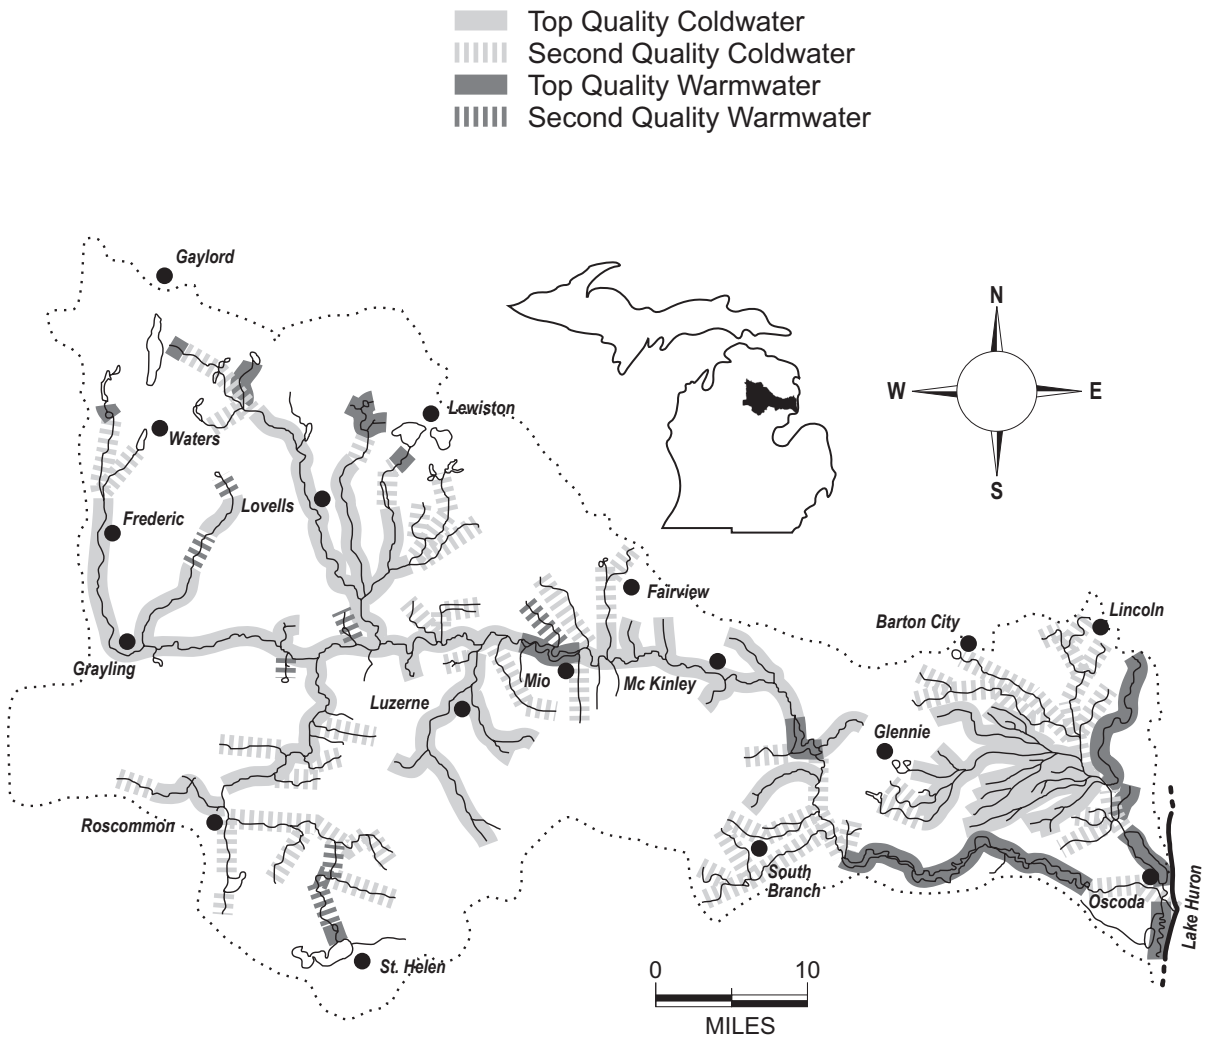 Top Quality Coldwater
Second Quality Coldwater
Top Quality Warmwater
Second Quality Warmwater
Gaylord
N
W
E
S
Lewiston
Waters
Lovells
Frederic
Fairview
Lincoln
Barton City
Grayling
Mio
Mc Kinley
Luzerne
Glennie
Roscommon
South
Branch
Oscoda
Lake Huron
St. Helen
0
10
MILES